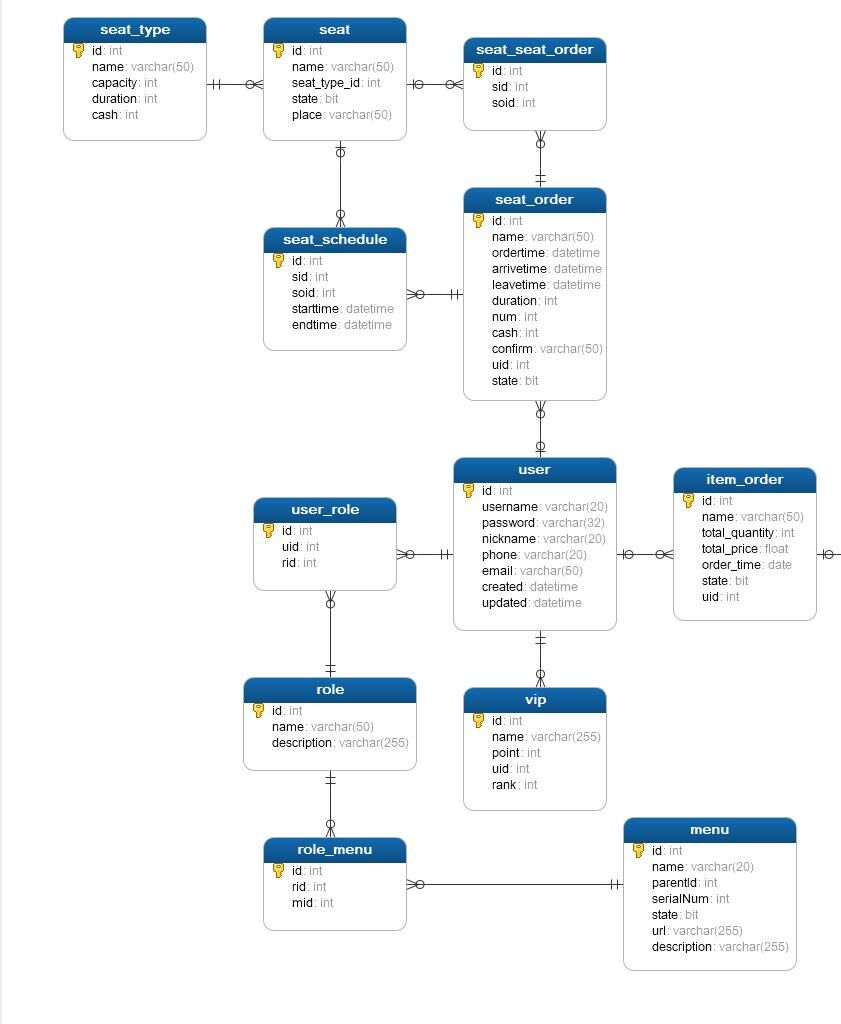 seat_type
id: int
name: varchar(50)
capacity: int
duration: int
cash: int
seat
id: int
name: varchar(50)
seat_type_id: int
state: bit
place: varchar(50)
seat_seat_order
id: int
sid: int
soid: int
seat_schedule
id: int
sid: int
soid: int
starttime: datetime
endtime: datetime
seat_order
id: int
name: varchar(50)
ordertime: datetime
arrivetime: datetime
leavetime: datetime
duration: int
num: int
cash: int
confirm: varchar(50)
uid: int
state: bit
user_role
id: int
uid: int
rid: int
user
id: int
username: varchar(20)
password: varchar(32)
nickname: varchar(20)
phone: varchar(20)
email: varchar(50)
created: datetime
updated: datetime
item_order
id: int
name: varchar(50)
total_quantity: int
total_price: float
order_time: date
state: bit
uid: int
role
id: int
name: varchar(50)
description: varchar(255)
vip
id: int
name: varchar(255)
point: int
uid: int
rank: int
role_menu
id: int
rid: int
mid: int
menu
id: int
name: varchar(20)
parentId: int
serialNum: int
state: bit
url: varchar(255)
description: varchar(255)